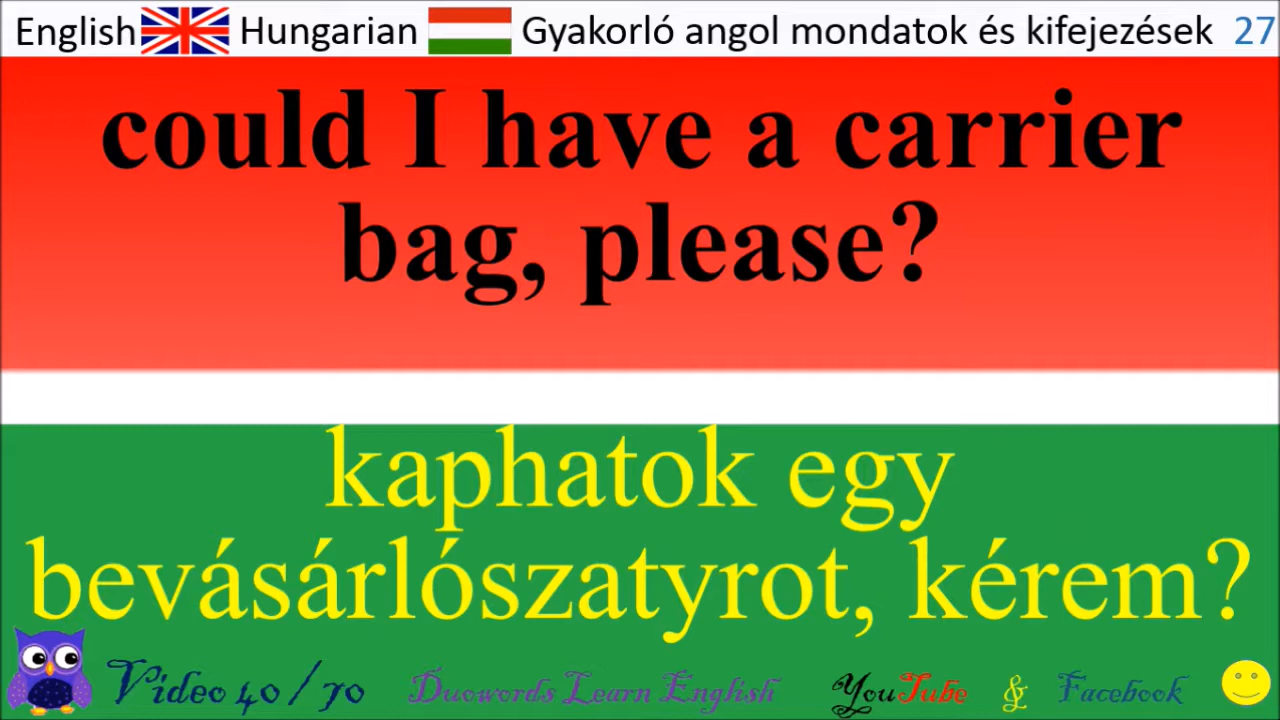 English Hungarian Gyakorló angol mondatok és kifejezések 27
could I have a carrier
bag, please?
kaphatok egy
bevásárlószatyrot, kérem?
Video 40/70 Duowords Learn English YouTube & Facebook